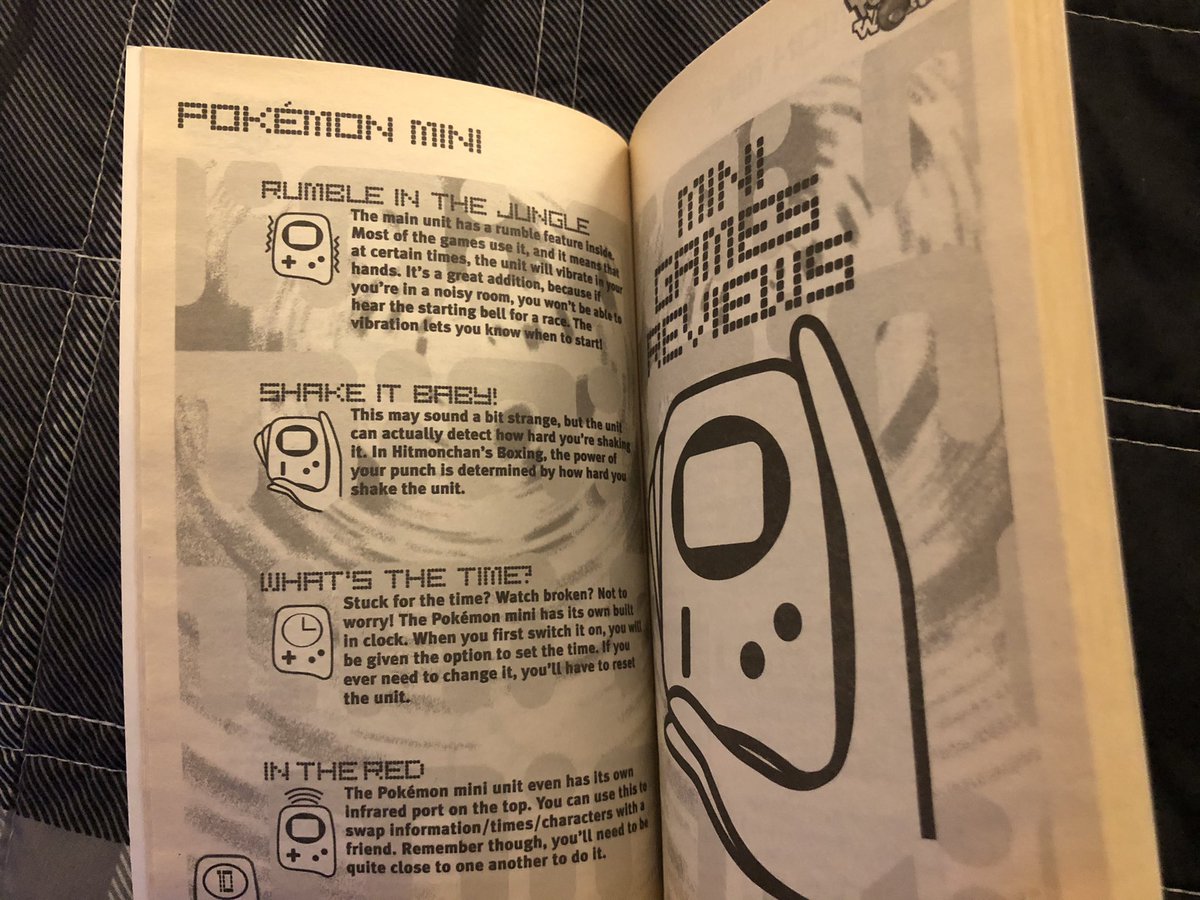 POKÉMON MINI
RUMBLE IN THE JUNGLE
The main unit has a rumble feature inside.
Most of the games use it, and it means that
at certain times, the unit will vibrate in your
hands. It's a great addition, because if
you're in a noisy room, you won't be able to
hear the starting bell for a race. The
vibration lets you know when to start!
SHAKE IT BABY!
This may sound a bit strange, but the unit
can actually detect how hard you're shaking
it. In Hitmonchan's Boxing, the power of
your punch is determined by how hard you
shake the unit.
WHAT'S THE TIME?
Stuck for the time? Watch broken? Not to
worry! The Pokémon mini has its own built
in clock. When you first switch it on, you will
be given the option to set the time. If you
ever need to change it, you'll have to reset
the unit.
IN THE RED
The Pokémon mini unit even has its own
infrared port on the top. You can use this to
swap information/times/characters with a
friend. Remember though, you'll need to be
quite close to one another to do it.
10
MINI
GAMES
REVIEWS